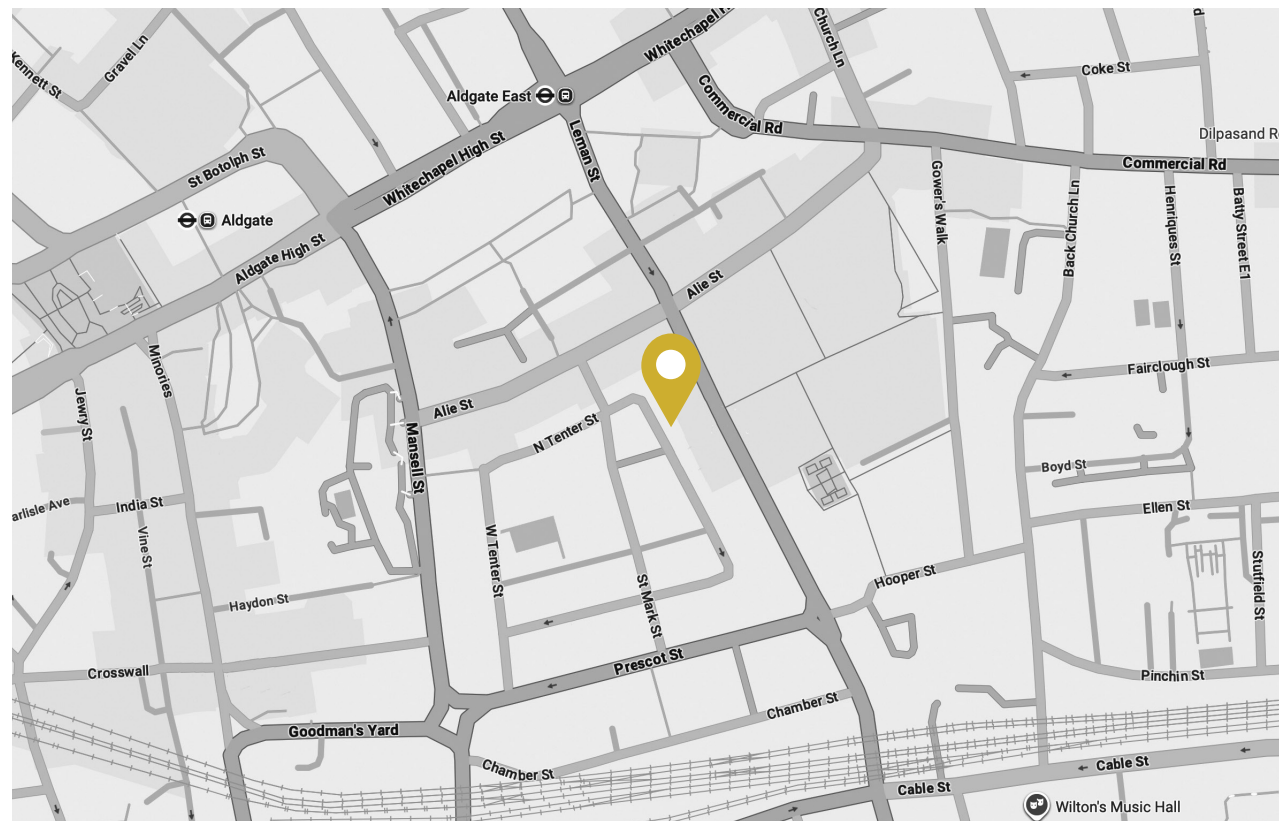 Kennett St
Gravel Ln
Whitechapel H
Church Ln
d
Coke St
Aldgate East
Commercial Rd
Dilpasand R
St Botolph St
Whitechapel High St
Leman St
Commercial Rd
Aldgate
Aldgate High St
Gower's Walk
Back Church Ln
Henriques St
Batty Street E1
Alie St
Minories
Jewry St
Fairclough St
Alie St
Mansell St
N Tenter St
Boyd St
arlisle Ave
India St
Vine St
Ellen St
W Tenter St
St Mark St
Hooper St
Stutfield St
Haydon St
Crosswall
Prescot St
Pinchin St
Chamber St
Goodman's Yard
Chamber St
Cable St
Cable St
Wilton's Music Hall